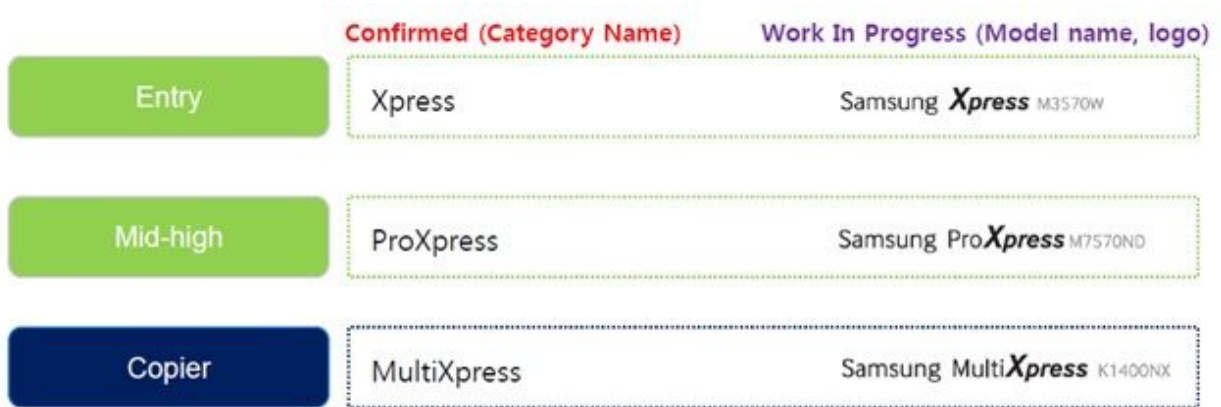 Confirmed (Category Name) Work In Progress (Model name, logo)
Entry Xpress Samsung Xpress M3570W
Mid-high ProXpress Samsung ProXpress M7570ND
Copier MultiXpress Samsung MultiXpress K1400NX